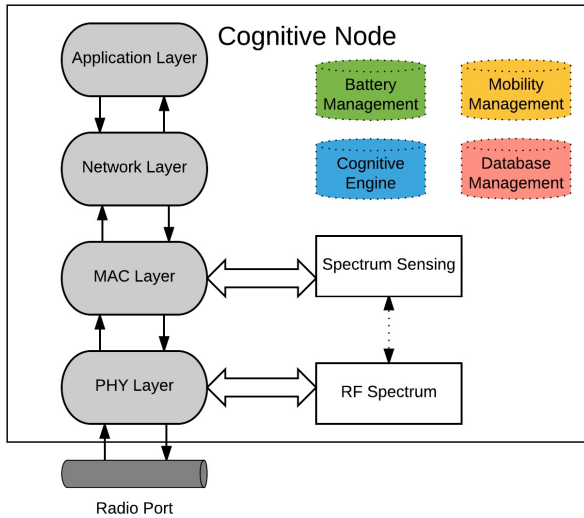 Cognitive Node
Application Layer
Battery
Management
Mobility
Management
Network Layer
Cognitive
Engine
Database
Management
MAC Layer
Spectrum Sensing
PHY Layer
RF Spectrum
Radio Port